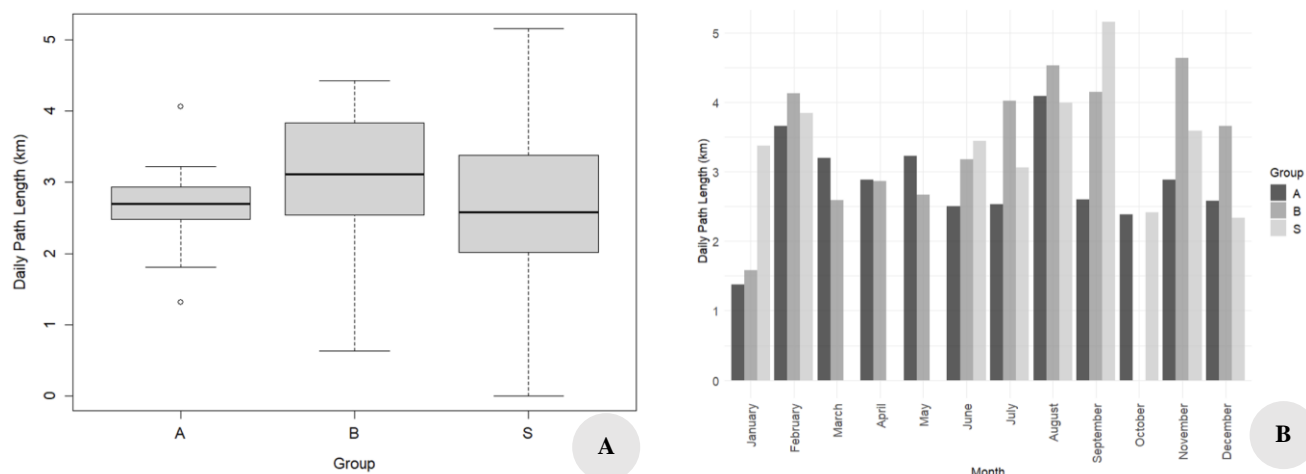 5
4
3
2
1
0
Daily Path Length (km)
A
B
S
Group
A
5
4
3
2
1
0
Daily Path Length (km)
January
February
March
April
May
June
July
August
September
October
November
December
Month
Group
A
B
S
B